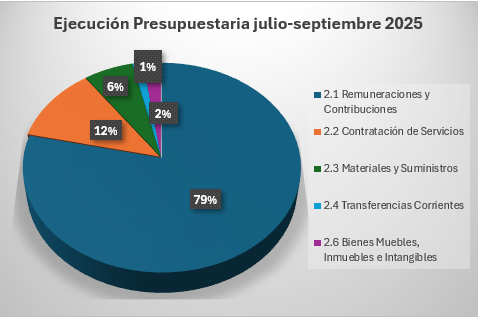 Ejecución Presupuestaria julio-septiembre 2025
1%
6%
2%
12%
79%
2.1 Remuneraciones y
Contribuciones
2.2 Contratación de Servicios
2.3 Materiales y Suministros
2.4 Transferencias Corrientes
2.6 Bienes Muebles,
Inmuebles e Intangibles